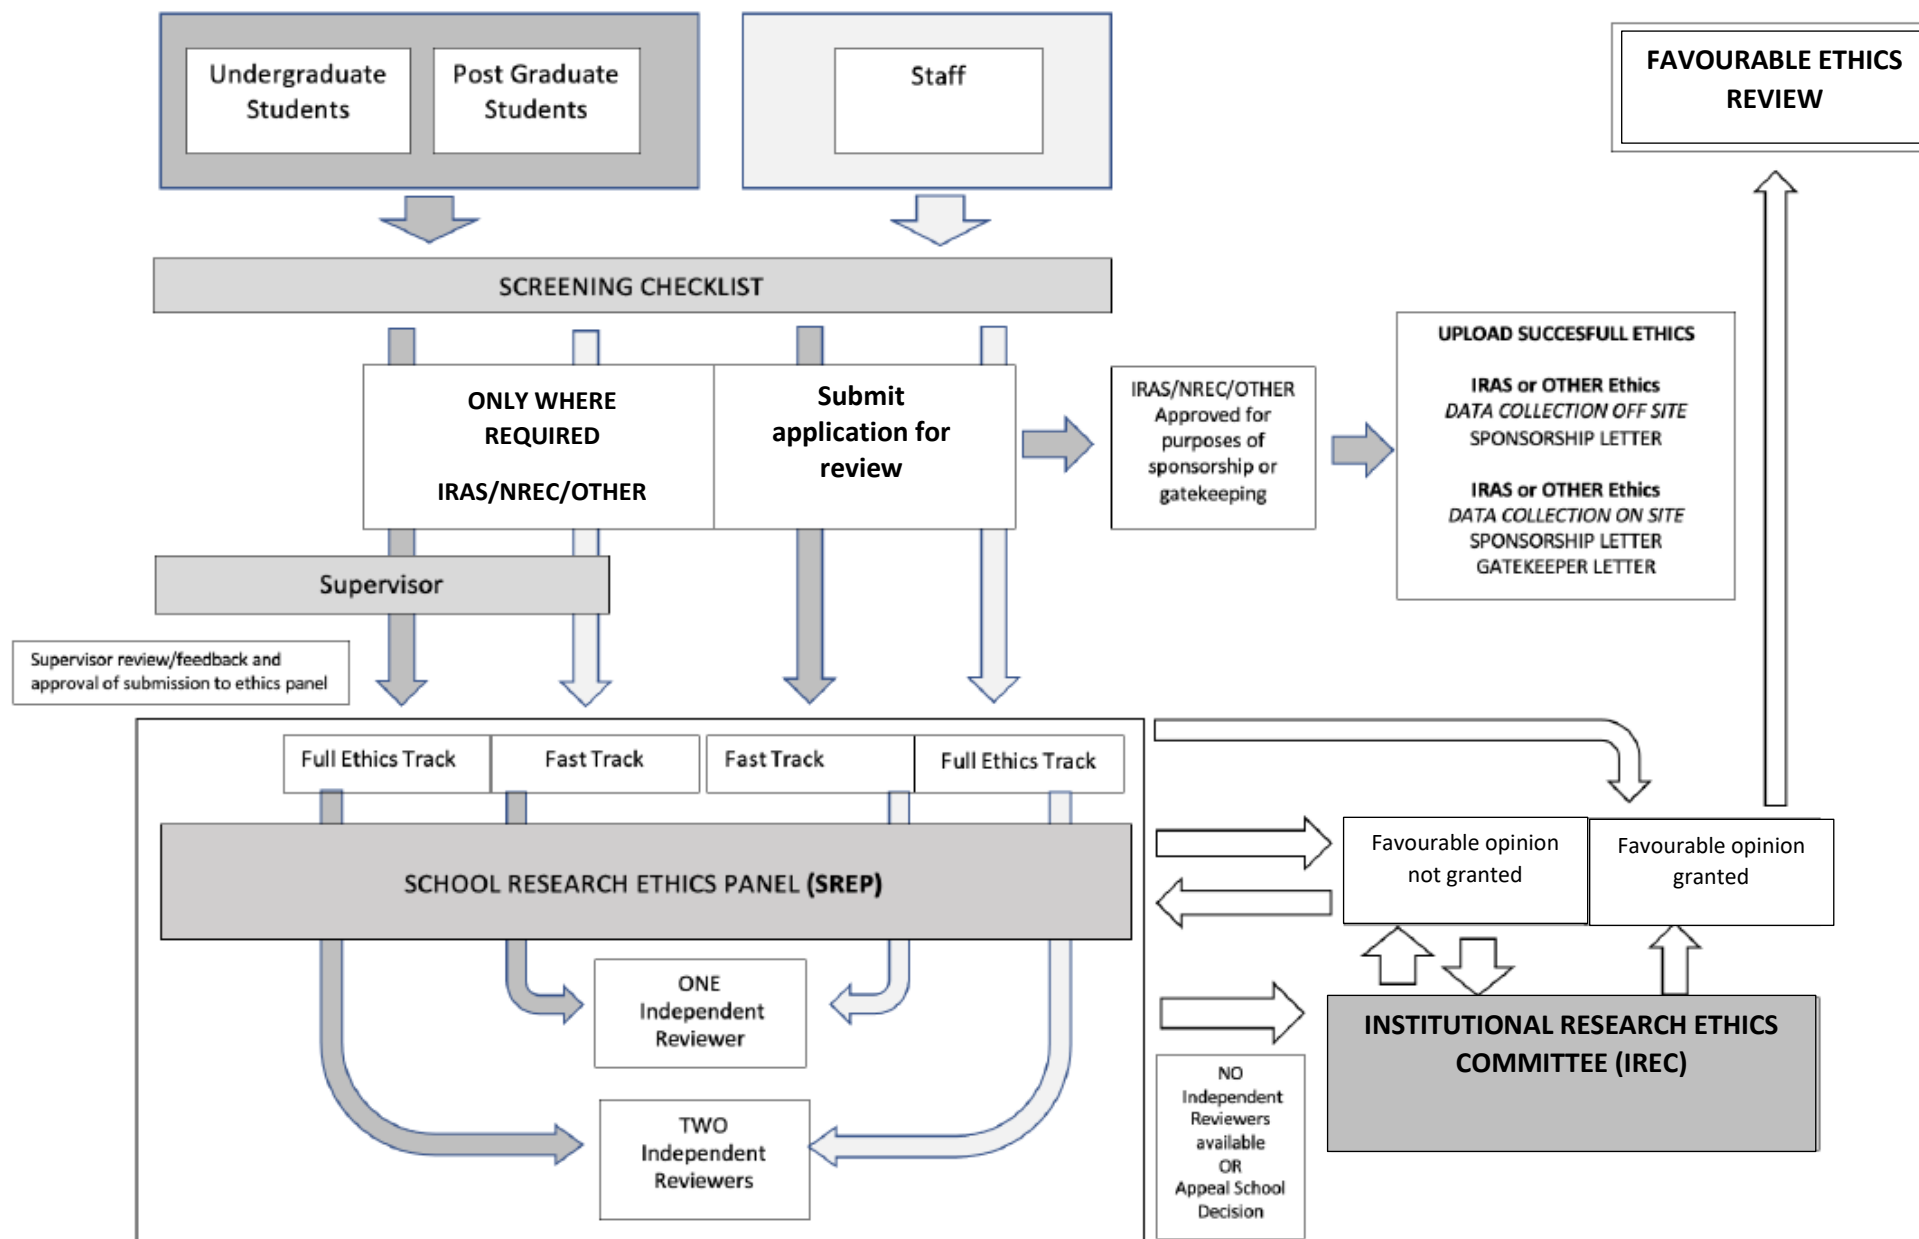 Undergraduate
Students
Post Graduate
Students
Staff
FAVOURABLE ETHICS
REVIEW
SCREENING CHECKLIST
ONLY WHERE
REQUIRED
IRAS/NREC/OTHER
Submit
application for
review
IRAS/NREC/OTHER
Approved for
purposes of
sponsorship or
gatekeeping
UPLOAD SUCCESFULL ETHICS
IRAS or OTHER Ethics
DATA COLLECTION OFF SITE
SPONSORSHIP LETTER
IRAS or OTHER Ethics
DATA COLLECTION ON SITE
SPONSORSHIP LETTER
GATEKEEPER LETTER
Supervisor
Supervisor review/feedback and
approval of submission to ethics panel
Full Ethics Track
Fast Track
Fast Track
Full Ethics Track
SCHOOL RESEARCH ETHICS PANEL (SREP)
Favourable opinion
not granted
Favourable opinion
granted
ONE
Independent
Reviewer
TWO
Independent
Reviewers
NO
Independent
Reviewers
available
OR
Appeal School
Decision
INSTITUTIONAL RESEARCH ETHICS
COMMITTEE (IREC)